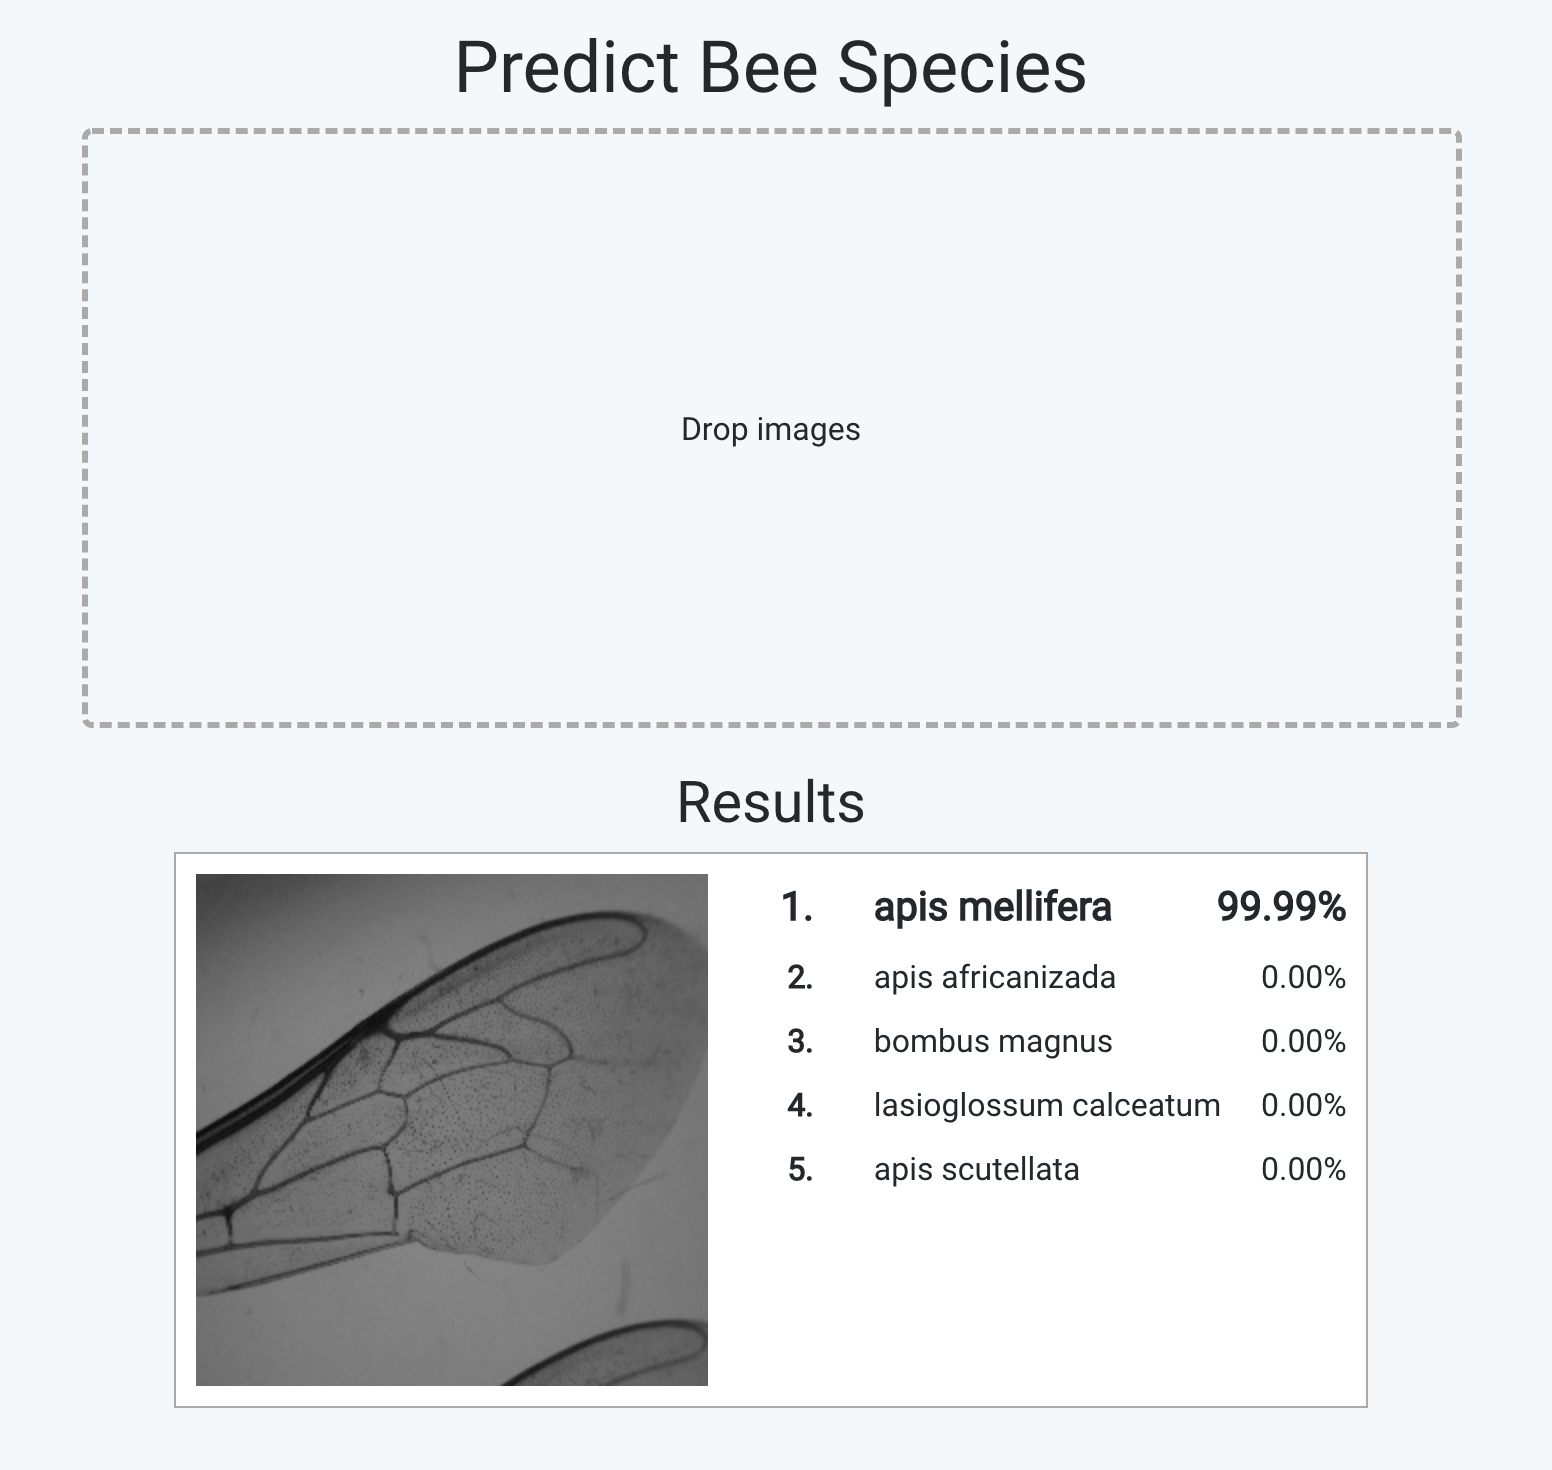 Predict Bee Species
Drop images
Results
1. apis mellifera 99.99%
2. apis africanizada 0.00%
3. bombus magnus 0.00%
4. lasioglossum calceatum 0.00%
5. apis scutellata 0.00%